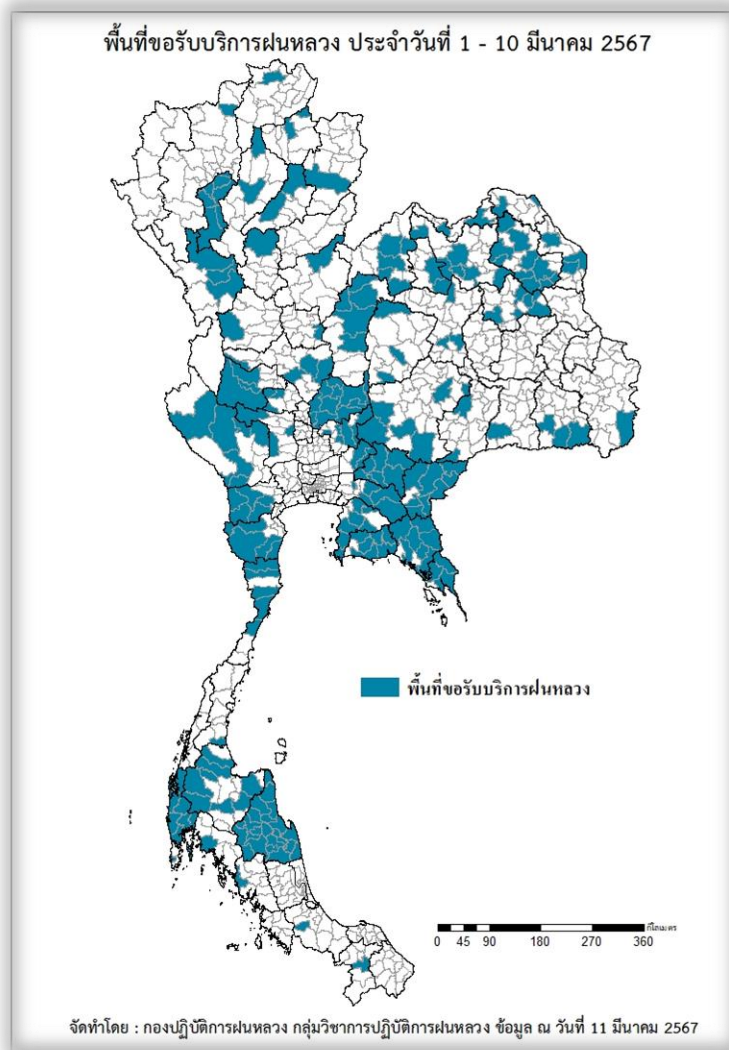 พื้นที่ขอรับบริการฝนหลวง ประจำวันที่ 1 - 10 มีนาคม 2567
พื้นที่ขอรับบริการฝนหลวง
กิโลเมตร
0 45 90 180 270 360
จัดทำโดย : กองปฏิบัติการฝนหลวง กลุ่มวิชาการปฏิบัติการฝนหลวง ข้อมูล ณ วันที่ 11 มีนาคม 2567